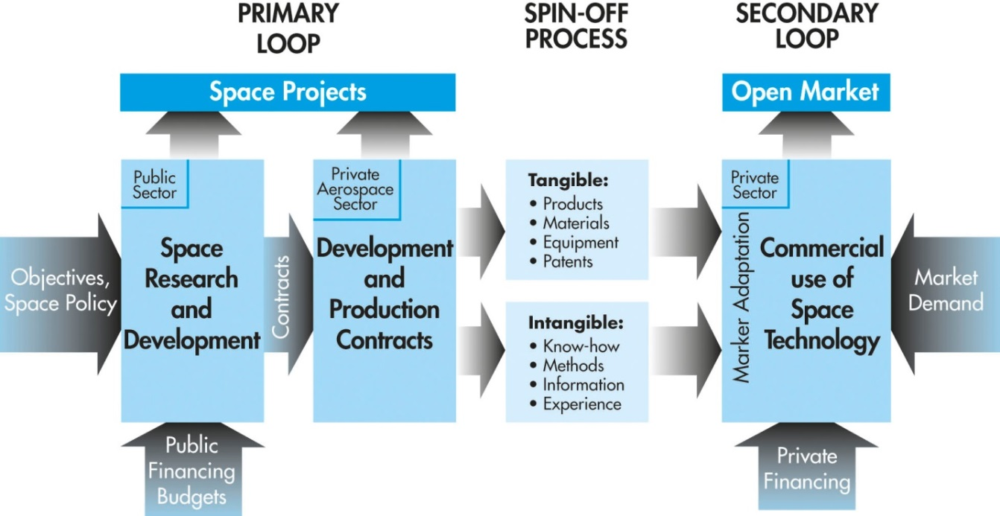 PRIMARY
LOOP
SPIN-OFF
PROCESS
SECONDARY
LOOP
Space Projects
Open Market
Objectives,
Space Policy
Public
Sector
Space
Research
and
Development
Public
Financing
Budgets
Contracts
Private
Aerospace
Sector
Development
and
Production
Contracts
Tangible:
• Products
• Materials
• Equipment
• Patents
Intangible:
• Know-how
• Methods
• Information
• Experience
Private
Sector
Marker Adaptation
Commercial
use of
Space
Technology
Market
Demand
Private
Financing